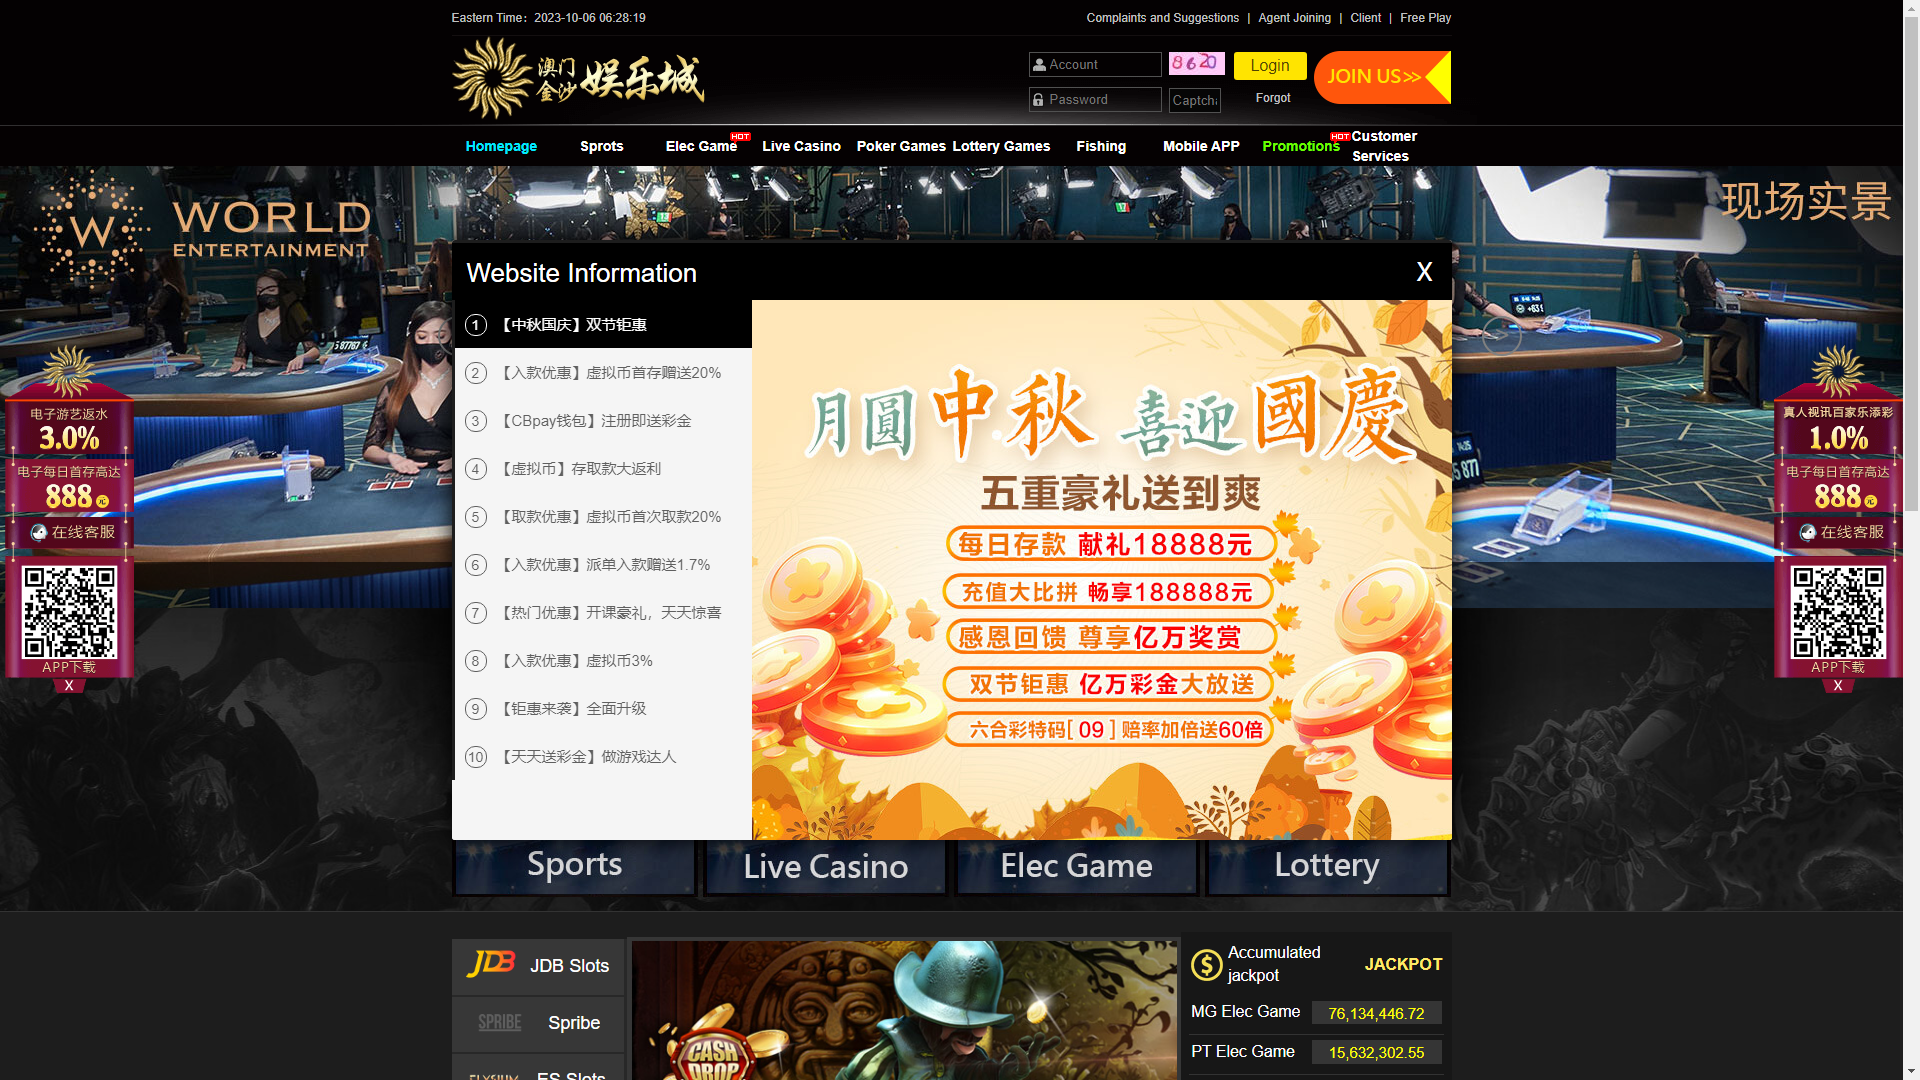 Eastern Time： 2023-10-06 06:28:19
Complaints and Suggestions | Agent Joining | Client | Free Play
澳门
金沙
娱乐城
Account
8620
Login
JOIN US>>
Password
Captcha
Forgot
Homepage
Sprots
Elec Game
HOT
Live Casino
Poker Games
Lottery Games
Fishing
Mobile APP
Promotions
HOT
Customer
Services
W
WORLD
ENTERTAINMENT
现场实景
Website Information
X
1 【中秋国庆】双节钜惠
2 【入款优惠】虚拟币首存赠送20%
3 【CBpay钱包】注册即送彩金
4 【虚拟币】存取款大返利
5 【取款优惠】虚拟币首次取款20%
6 【入款优惠】派单入款赠送1.7%
7 【热门优惠】开课豪礼，天天惊喜
8 【入款优惠】虚拟币3%
9 【钜惠来袭】全面升级
10 【天天送彩金】做游戏达人
月圓中秋 喜迎國慶
五重豪礼送到爽
每日存款 献礼18888元
充值大比拼 畅享188888元
感恩回馈 尊享亿万奖赏
双节钜惠 亿万彩金大放送
六合彩特码[ 09 ] 赔率加倍送60倍
电子游艺返水
3.0%
电子每日首存高达
888元
在线客服
APP下载
X
真人视讯百家乐添彩
1.0%
电子每日首存高达
888元
在线客服
APP下载
X
Sports
Live Casino
Elec Game
Lottery
JDB
JDB Slots
SPRIBE
Spribe
ELYSIUM
ES Slots
CASH
DROP
Accumulated
jackpot
JACKPOT
MG Elec Game
76,134,446.72
PT Elec Game
15,632,302.55